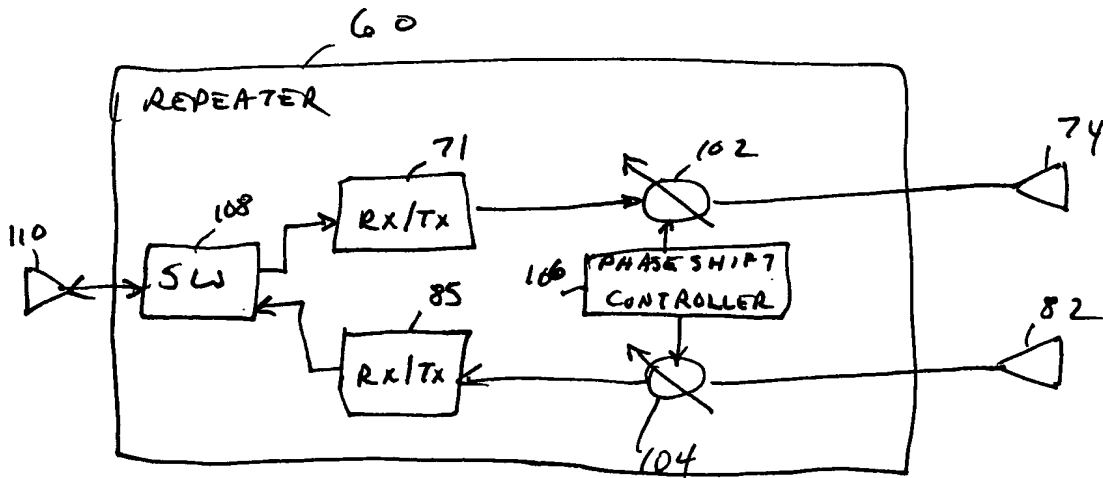 60
REPEATER
71
102
74
108
RX/TX
110
SW
106
PHASE SHIFT
CONTROLLER
85
82
RX/TX
104